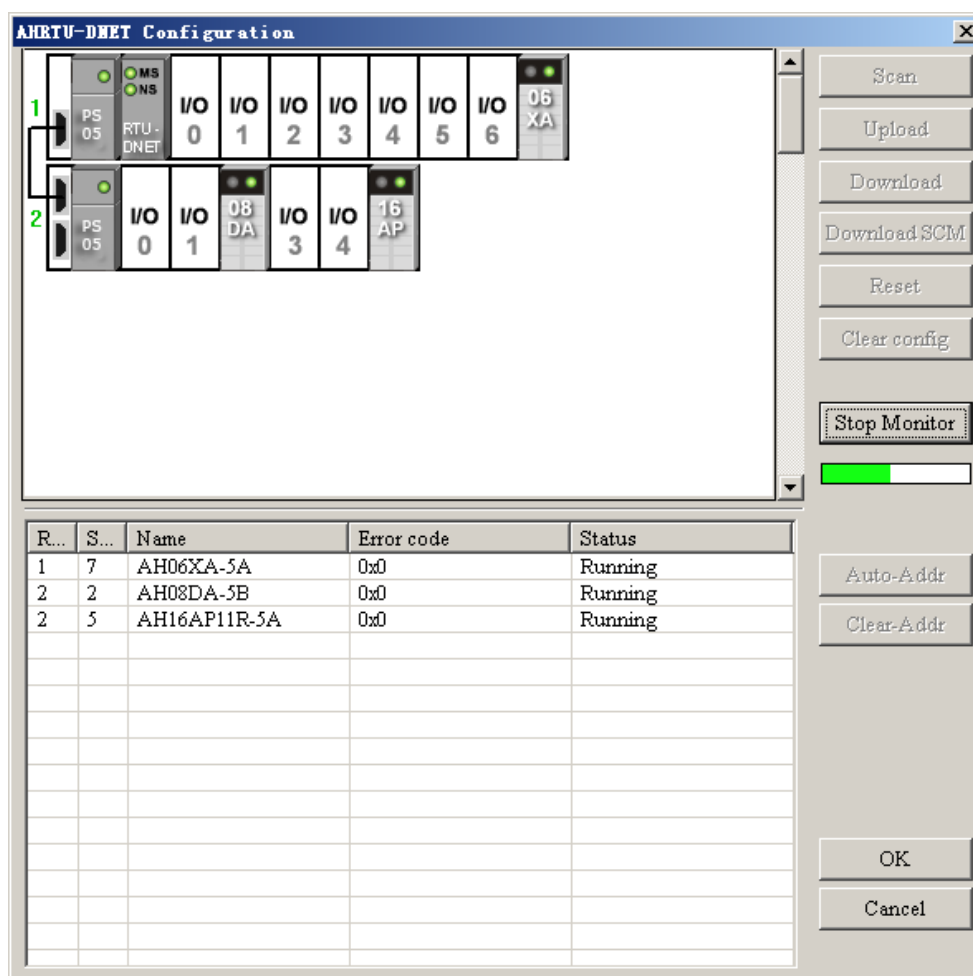 AHRTU-DNET Configuration
1
PS
05
MS
NS
RTU-
DNET
I/O I/O I/O I/O I/O I/O I/O
0 1 2 3 4 5 6
06
XA
2
PS
05
I/O I/O
0 1
08
DA
I/O I/O
3 4
16
AP
Scan
Upload
Download
Download SCM
Reset
Clear config
Stop Monitor
R... S... Name Error code Status
1 7 AH06XA-5A 0x0 Running
2 2 AH08DA-5B 0x0 Running
2 5 AH16AP11R-5A 0x0 Running
Auto-Addr
Clear-Addr
OK
Cancel